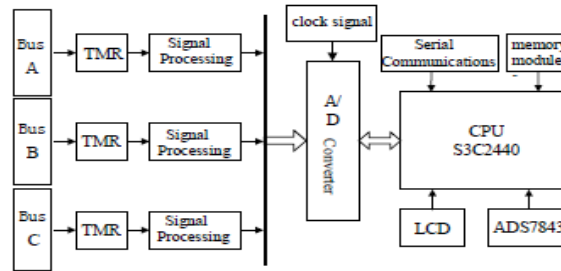 clock signal
Bus
A
TMR
Signal
Processing
Serial
Communications
memory
module
A/
D
Converter
Bus
B
TMR
Signal
Processing
CPU
S3C2440
Bus
C
TMR
Signal
Processing
LCD
ADS7843